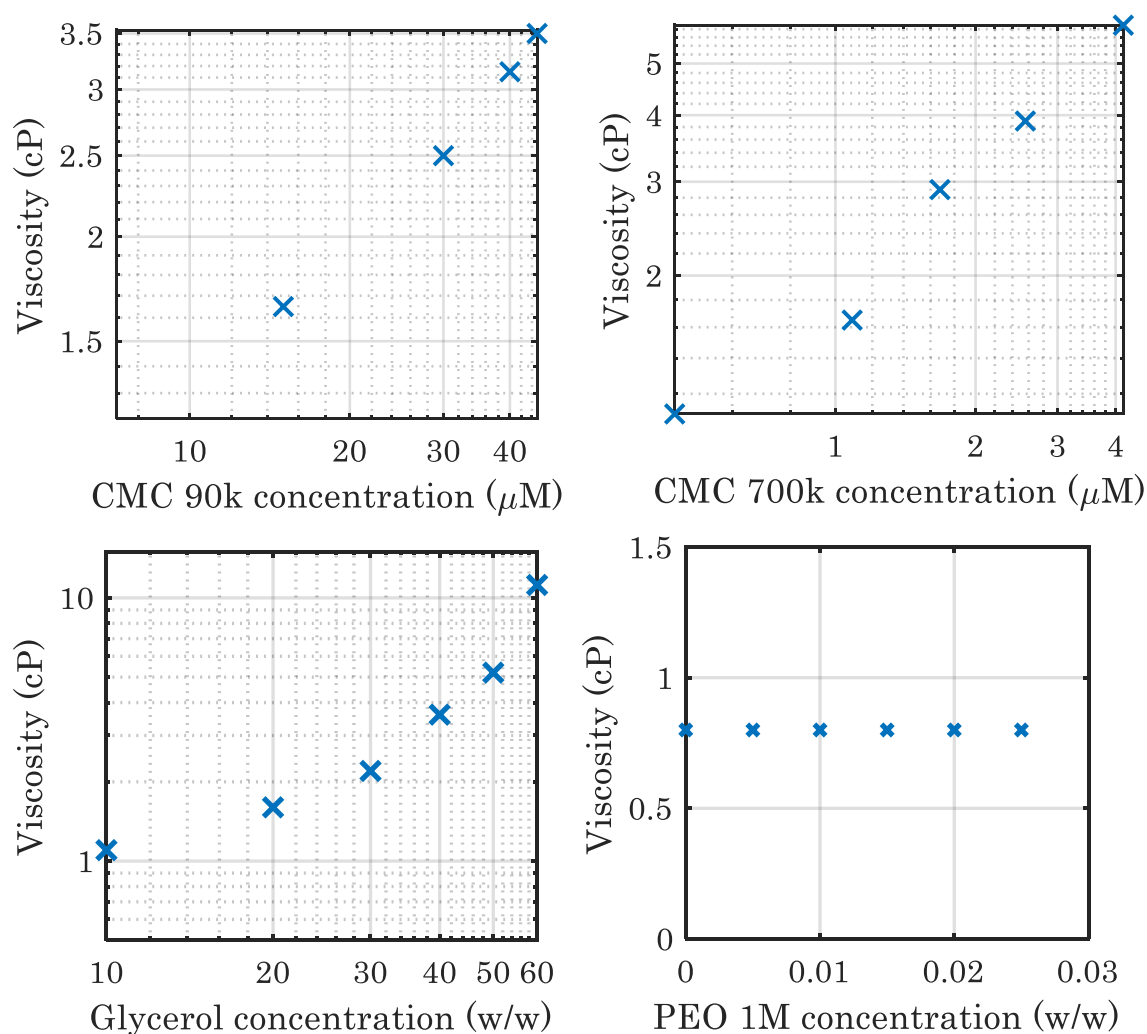 Viscosity (cP)
3.5
3
2.5
2
1.5
10 20 30 40
CMC 90k concentration (μM)
Viscosity (cP)
5
4
3
2
1 2 3 4
CMC 700k concentration (μM)
Viscosity (cP)
10
1
10 20 30 40 50 60
Glycerol concentration (w/w)
Viscosity (cP)
1.5
1
0.5
0
0 0.01 0.02 0.03
PEO 1M concentration (w/w)